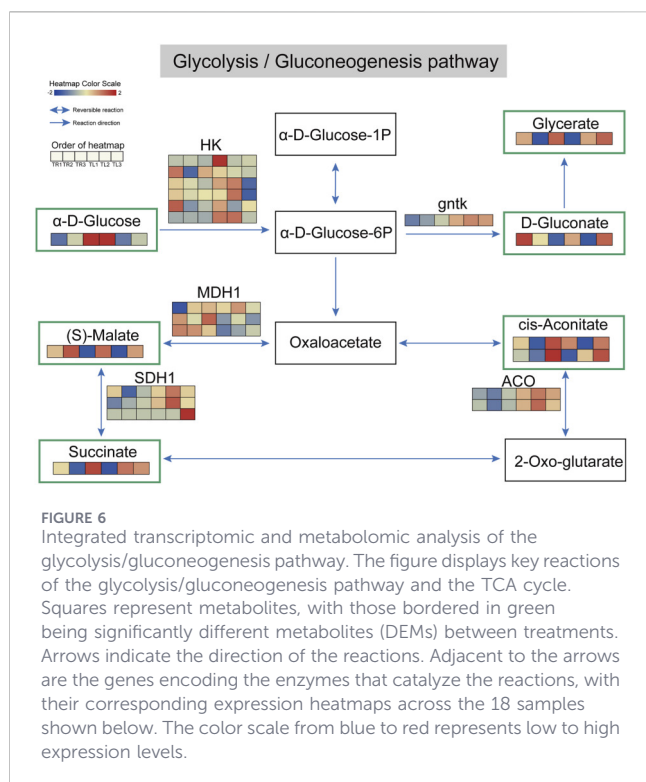 Glycolysis / Gluconeogenesis pathway
Heatmap Color Scale
-2 2
Reversible reaction
Reaction direction
Order of heatmap
TR1 TR2 TR3 TL1 TL2 TL3
HK
α-D-Glucose-1P
Glycerate
gntk
α-D-Glucose
α-D-Glucose-6P
D-Gluconate
MDH1
(S)-Malate
Oxaloacetate
cis-Aconitate
SDH1
ACO
Succinate
2-Oxo-glutarate
FIGURE 6
Integrated transcriptomic and metabolomic analysis of the
glycolysis/gluconeogenesis pathway. The figure displays key reactions
of the glycolysis/gluconeogenesis pathway and the TCA cycle.
Squares represent metabolites, with those bordered in green
being significantly different metabolites (DEMs) between treatments.
Arrows indicate the direction of the reactions. Adjacent to the arrows
are the genes encoding the enzymes that catalyze the reactions, with
their corresponding expression heatmaps across the 18 samples
shown below. The color scale from blue to red represents low to high
expression levels.